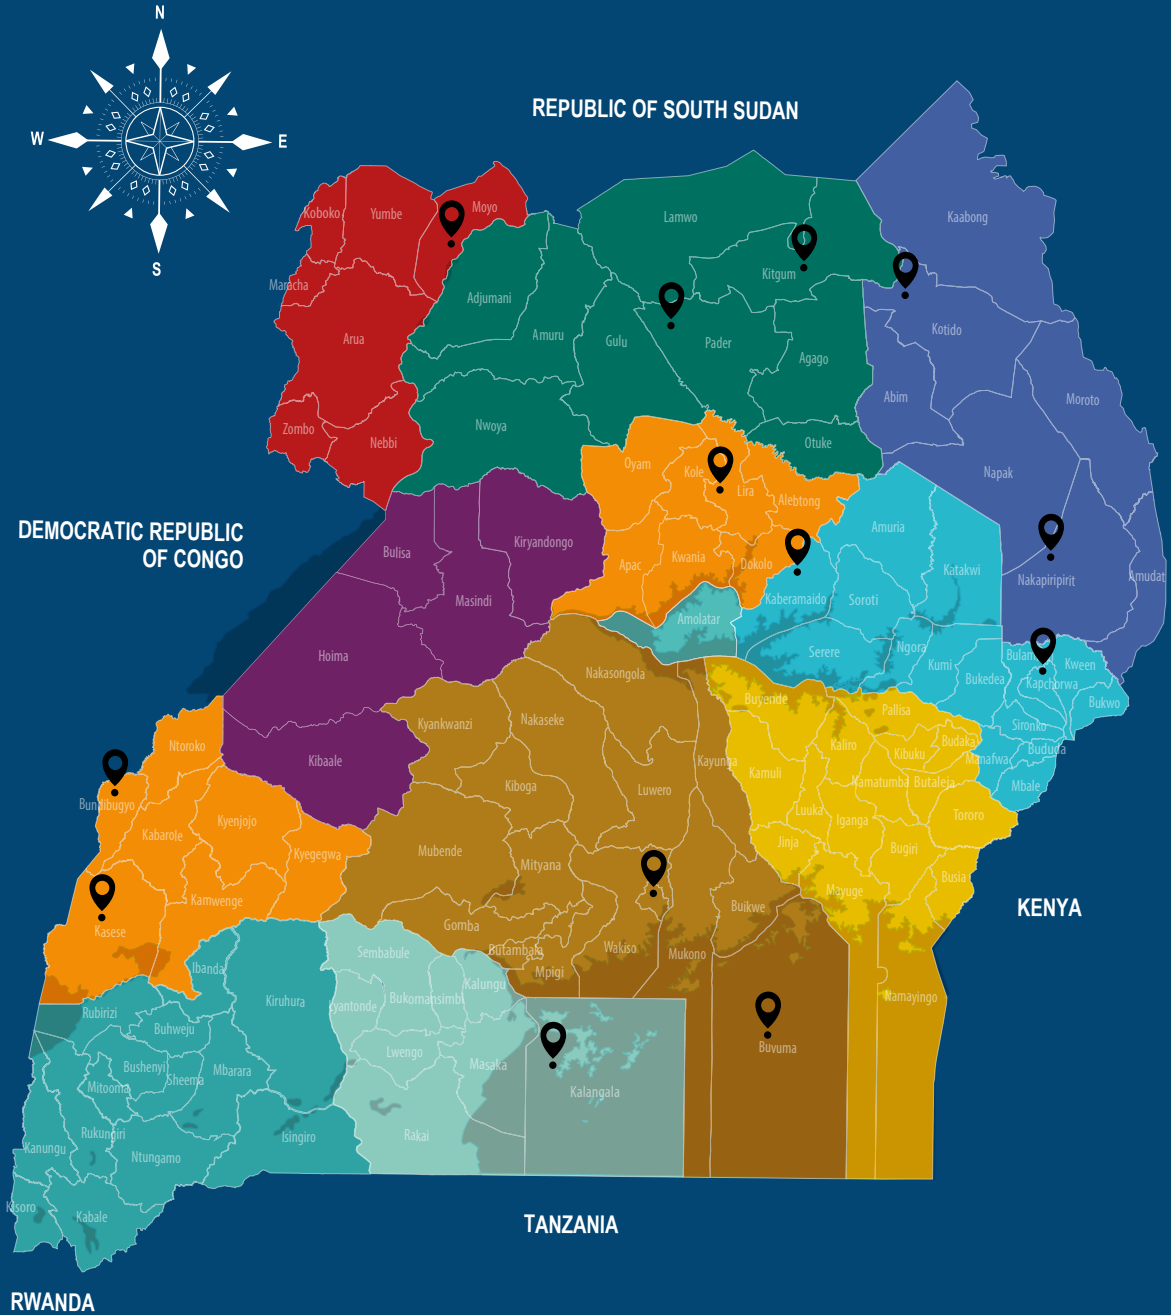 N
W
E
S
REPUBLIC OF SOUTH SUDAN
Koboko
Yumbe
Moyo
Lamwo
Kaabong
Maracha
Adjumani
Kitgum
Arua
Amuru
Gulu
Pader
Agago
Kotido
Abim
Moroto
Zombo
Nebbi
Nwoya
Otuke
Napak
Oyam
Kole
Lira
Alebtong
DEMOCRATIC REPUBLIC
OF CONGO
Bulisa
Kiryandongo
Apac
Kwania
Dokolo
Amuria
Katakwi
Nakapiripirit
Amudat
Masindi
Kaberamaido
Soroti
Amolatar
Hoima
Serere
Ngora
Kumi
Bukedea
Bulam
Kween
Kapchorwa
Bukwo
Nakasongola
Buyende
Pallisa
Sironko
Kyankwanzi
Nakaseke
Ntoroko
Kibaale
Kaliro
Kibuku
Budaka
Bududa
Manafwa
Kayunga
Kamuli
Kamatumba
Butaleja
Mbale
Bundibugyo
Kiboga
Luwero
Luuka
Iganga
Tororo
Kabarole
Kyenjojo
Kyegegwa
Mubende
Mityana
Jinja
Bugiri
Busia
Kamwenge
Mayuge
Kasese
Gomba
Buikwe
KENYA
Butambala
Wakiso
Mukono
Sembabule
Mpigi
Ibanda
Kiruhura
Kalungu
Lyantonde
Bukomansimbi
Namayingo
Rubirizi
Buhweju
Lwengo
Masaka
Buvuma
Bushenyi
Sheema
Mbarara
Mitooma
Kalangala
Rukungiri
Rakai
Isingiro
Kanungu
Ntungamo
Kisoro
Kabale
TANZANIA
RWANDA